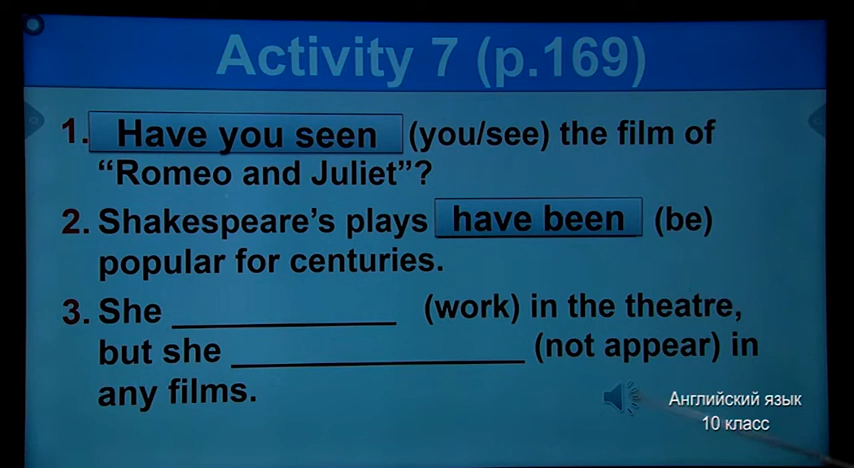 Activity 7 (p.169)
1. Have you seen (you/see) the film of
“Romeo and Juliet”?
2. Shakespeare’s plays have been (be)
popular for centuries.
3. She ____________ (work) in the theatre,
but she ________________ (not appear) in
any films.
Английский язык
10 класс